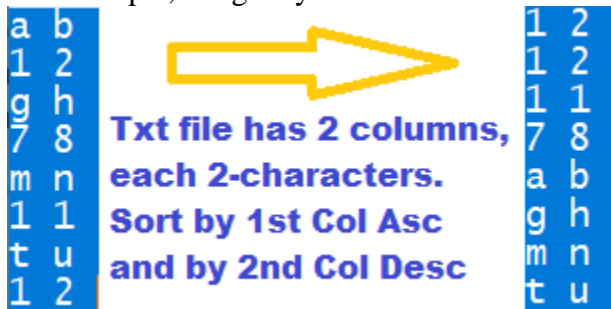 a b
1 2
g h
7 8
m n
1 1
t u
1 2
Txt file has 2 columns,
each 2-characters.
Sort by 1st Col Asc
and by 2nd Col Desc
1 2
1 2
1 1
7 8
a b
g h
m n
t u